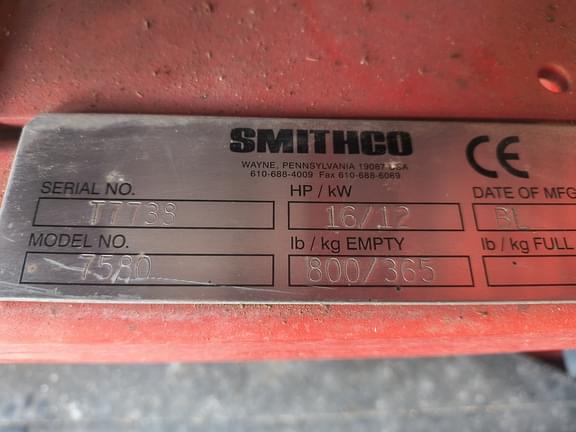 SMITHCO
WAYNE, PENNSYLVANIA 19087 USA
610-688-4009 Fax 610-688-6069
CE
SERIAL NO. HP / kW DATE OF MFG
T7738 16/12 BL
MODEL NO. lb / kg EMPTY lb / kg FULL
7580 800/365